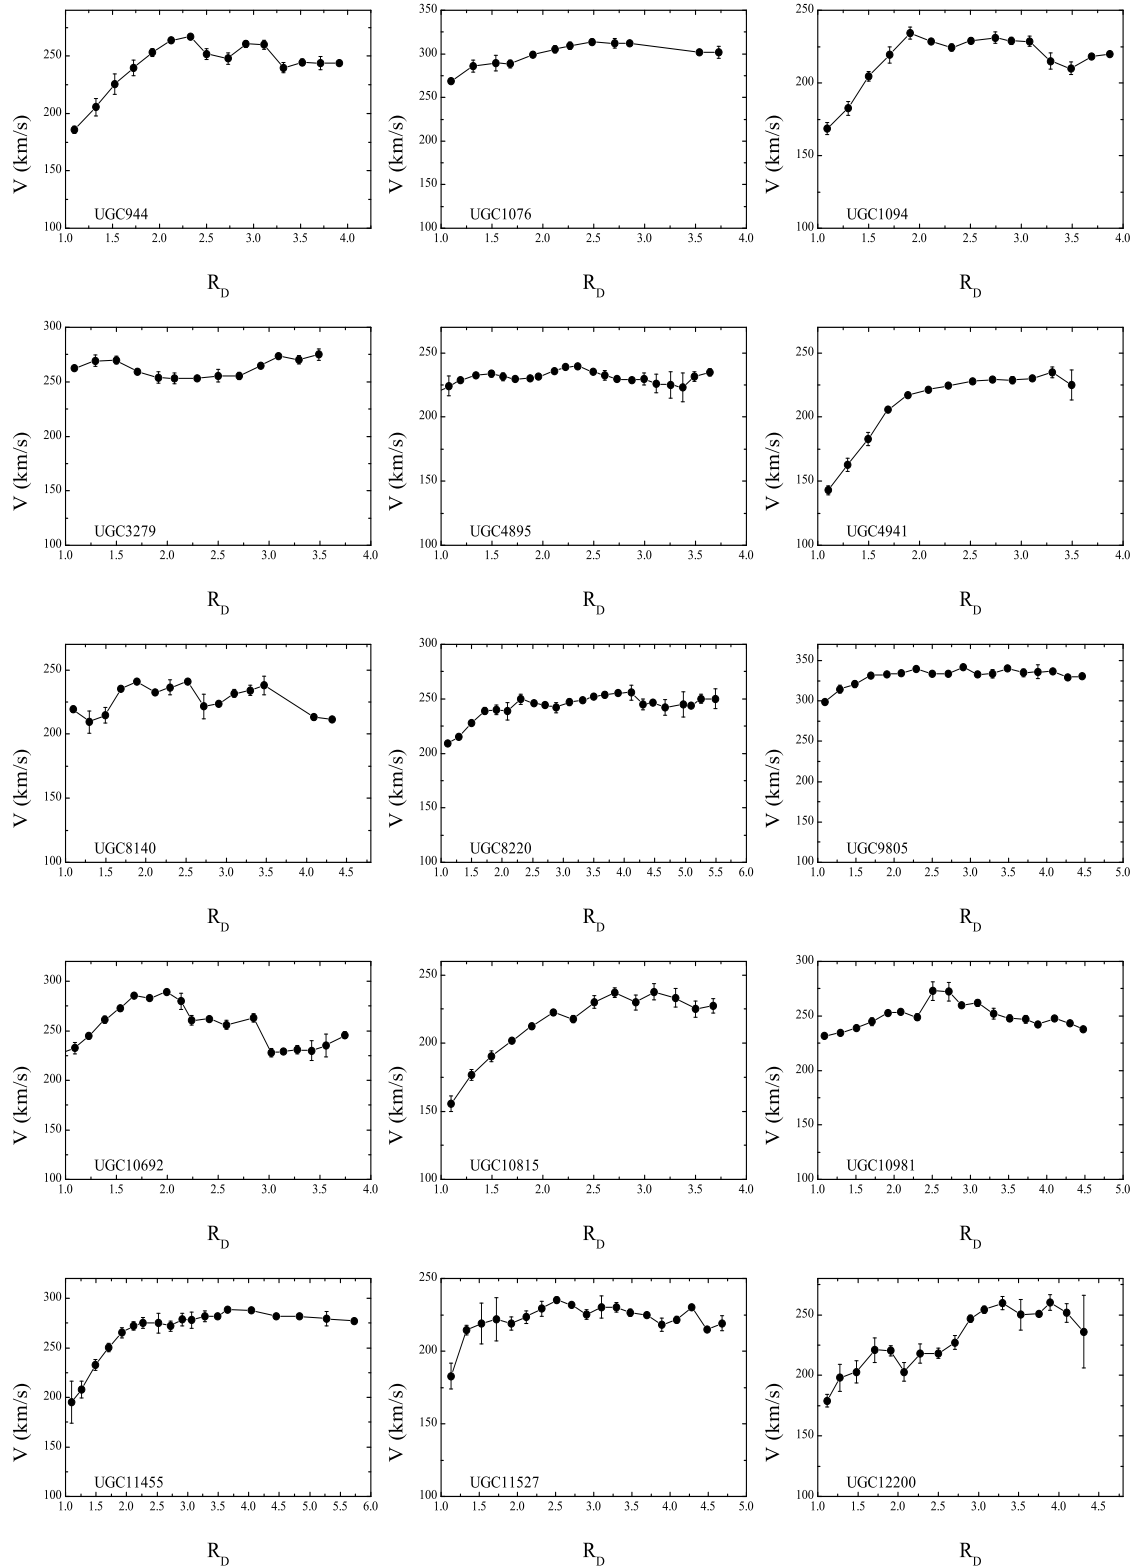 250
200
150
100
V (km/s)
UGC944
1.0 1.5 2.0 2.5 3.0 3.5 4.0
R_D
350
300
250
200
150
100
V (km/s)
UGC1076
1.0 1.5 2.0 2.5 3.0 3.5 4.0
R_D
250
200
150
100
V (km/s)
UGC1094
1.0 1.5 2.0 2.5 3.0 3.5 4.0
R_D
300
250
200
150
100
V (km/s)
UGC3279
1.0 1.5 2.0 2.5 3.0 3.5 4.0
R_D
250
200
150
100
V (km/s)
UGC4895
1.0 1.5 2.0 2.5 3.0 3.5 4.0
R_D
250
200
150
100
V (km/s)
UGC4941
1.0 1.5 2.0 2.5 3.0 3.5 4.0
R_D
250
200
150
100
V (km/s)
UGC8140
1.0 1.5 2.0 2.5 3.0 3.5 4.0 4.5
R_D
300
250
200
150
100
V (km/s)
UGC8220
1.0 1.5 2.0 2.5 3.0 3.5 4.0 4.5 5.0 5.5 6.0
R_D
350
300
250
200
150
100
V (km/s)
UGC9805
1.0 1.5 2.0 2.5 3.0 3.5 4.0 4.5 5.0
R_D
300
250
200
150
100
V (km/s)
UGC10692
1.0 1.5 2.0 2.5 3.0 3.5 4.0
R_D
250
200
150
100
V (km/s)
UGC10815
1.0 1.5 2.0 2.5 3.0 3.5 4.0
R_D
300
250
200
150
100
V (km/s)
UGC10981
1.0 1.5 2.0 2.5 3.0 3.5 4.0 4.5 5.0
R_D
300
250
200
150
100
V (km/s)
UGC11455
1.0 1.5 2.0 2.5 3.0 3.5 4.0 4.5 5.0 5.5 6.0
R_D
250
200
150
100
V (km/s)
UGC11527
1.0 1.5 2.0 2.5 3.0 3.5 4.0 4.5 5.0
R_D
250
200
150
100
V (km/s)
UGC12200
1.0 1.5 2.0 2.5 3.0 3.5 4.0 4.5
R_D